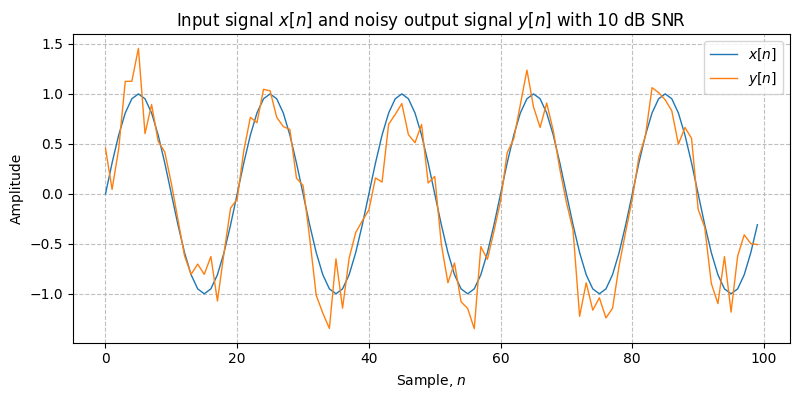 Input signal x[n] and noisy output signal y[n] with 10 dB SNR
1.5
1.0
0.5
0.0
−0.5
−1.0
Amplitude
x[n]
y[n]
0 20 40 60 80 100
Sample, n